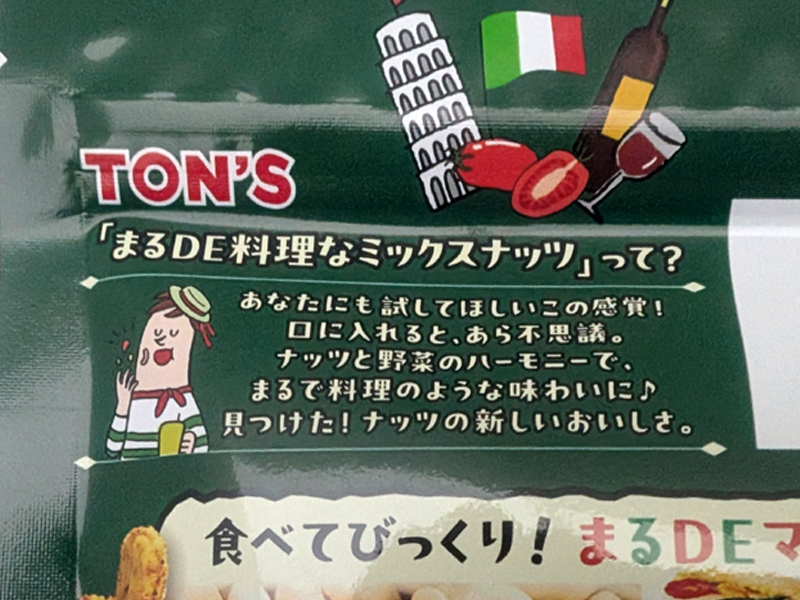 TON'S
「まるDE料理なミックスナッツ」って?
あなたにも試してほしいこの感覚!
口に入れると、あら不思議。
ナッツと野菜のハーモニーで、
まるで料理のような味わいに♪
見つけた!ナッツの新しいおいしさ。
食べてびっくり!まるDEマ